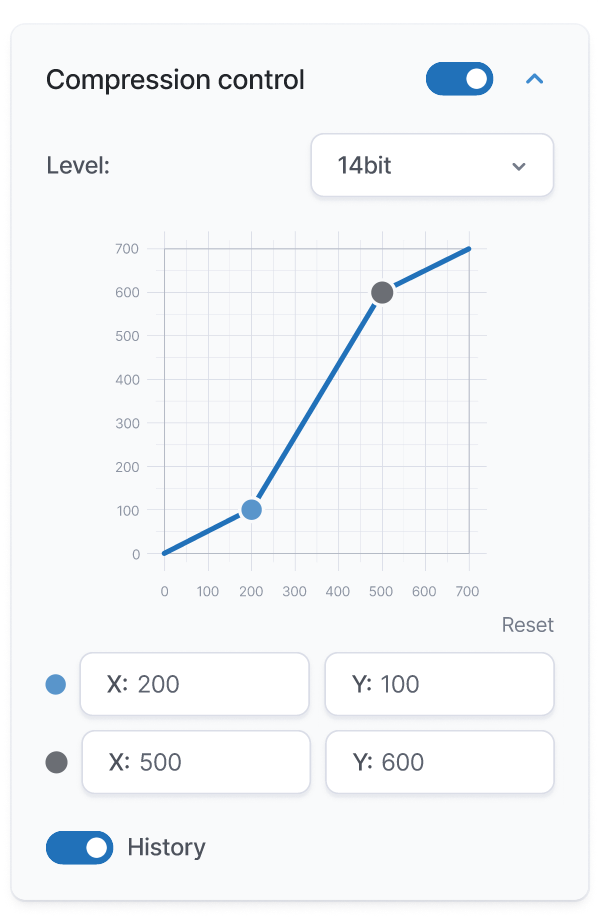 Compression control
Level:
14bit
700
600
500
400
300
200
100
0
0 100 200 300 400 500 600 700
Reset
X: 200 Y: 100
X: 500 Y: 600
History